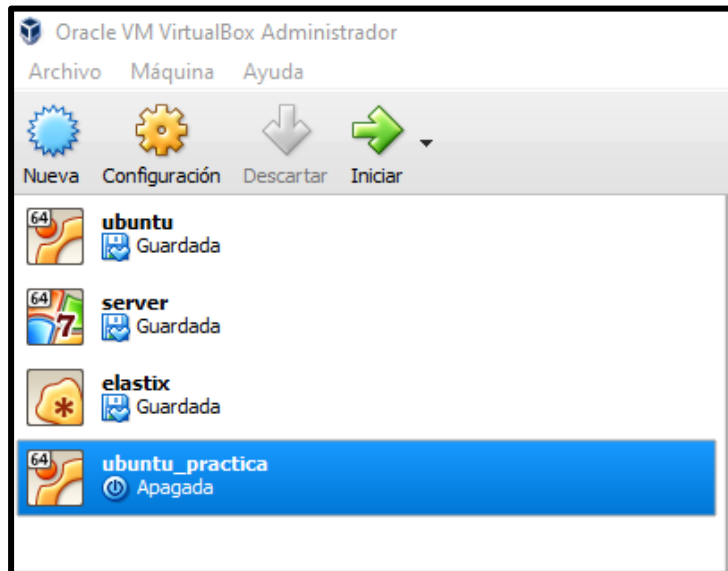 Oracle VM VirtualBox Administrador
Archivo Máquina Ayuda
Nueva Configuración Descartar Iniciar
64 ubuntu
Guardada
64 server
7 Guardada
elastix
Guardada
64 ubuntu_practica
Apagada